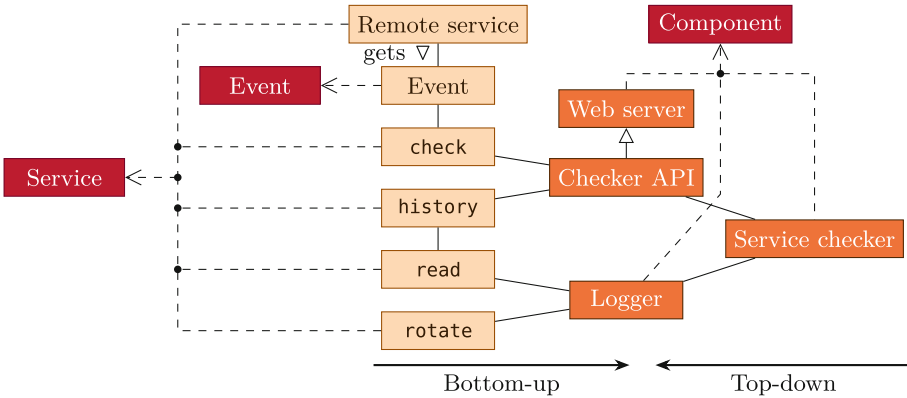 Remote service
Component
gets
Event
Event
Web server
check
Service
Checker API
history
Service checker
read
Logger
rotate
Bottom-up
Top-down